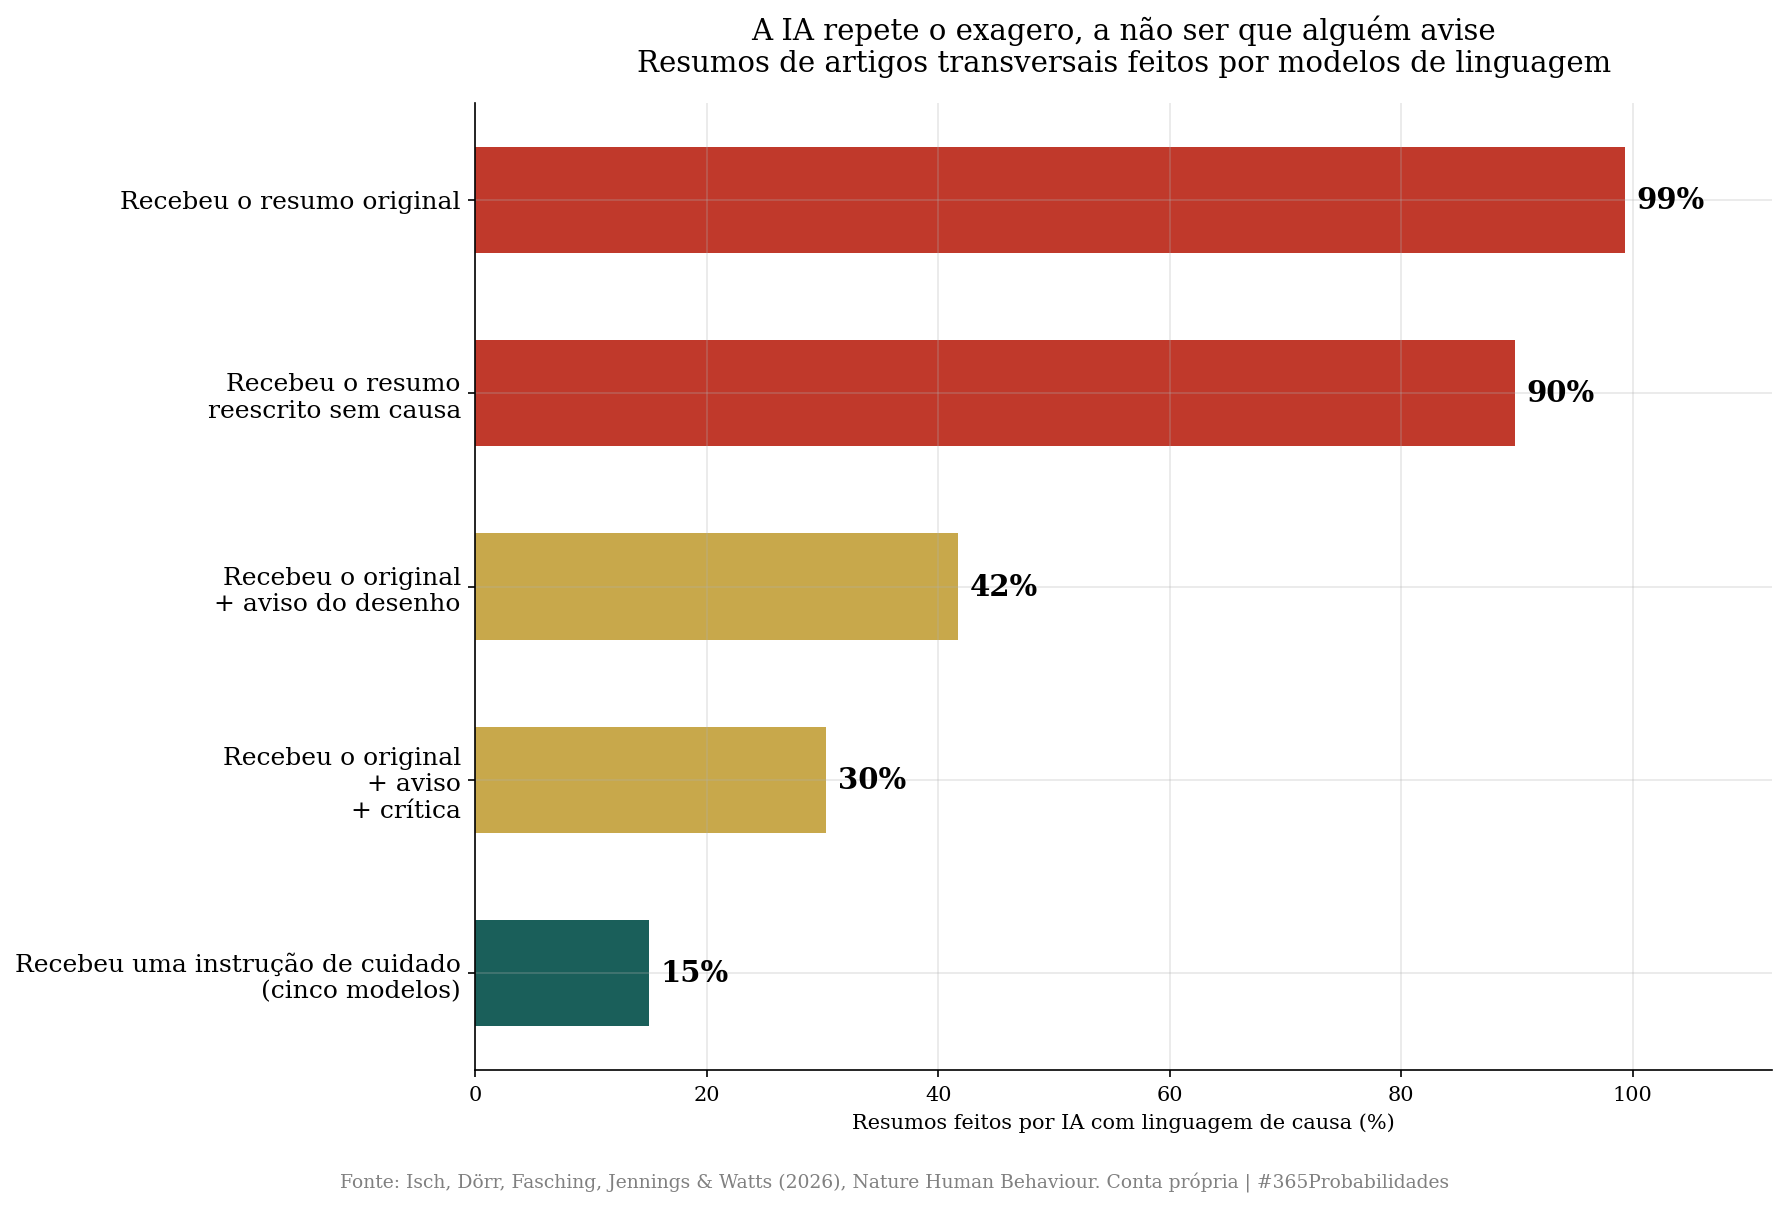 A IA repete o exagero, a não ser que alguém avise
Resumos de artigos transversais feitos por modelos de linguagem
Recebeu o resumo original
99%
Recebeu o resumo
reescrito sem causa
90%
Recebeu o original
+ aviso do desenho
42%
Recebeu o original
+ aviso
+ crítica
30%
Recebeu uma instrução de cuidado
(cinco modelos)
15%
0 20 40 60 80 100
Resumos feitos por IA com linguagem de causa (%)
Fonte: Isch, Dörr, Fasching, Jennings & Watts (2026), Nature Human Behaviour. Conta própria | #365Probabilidades